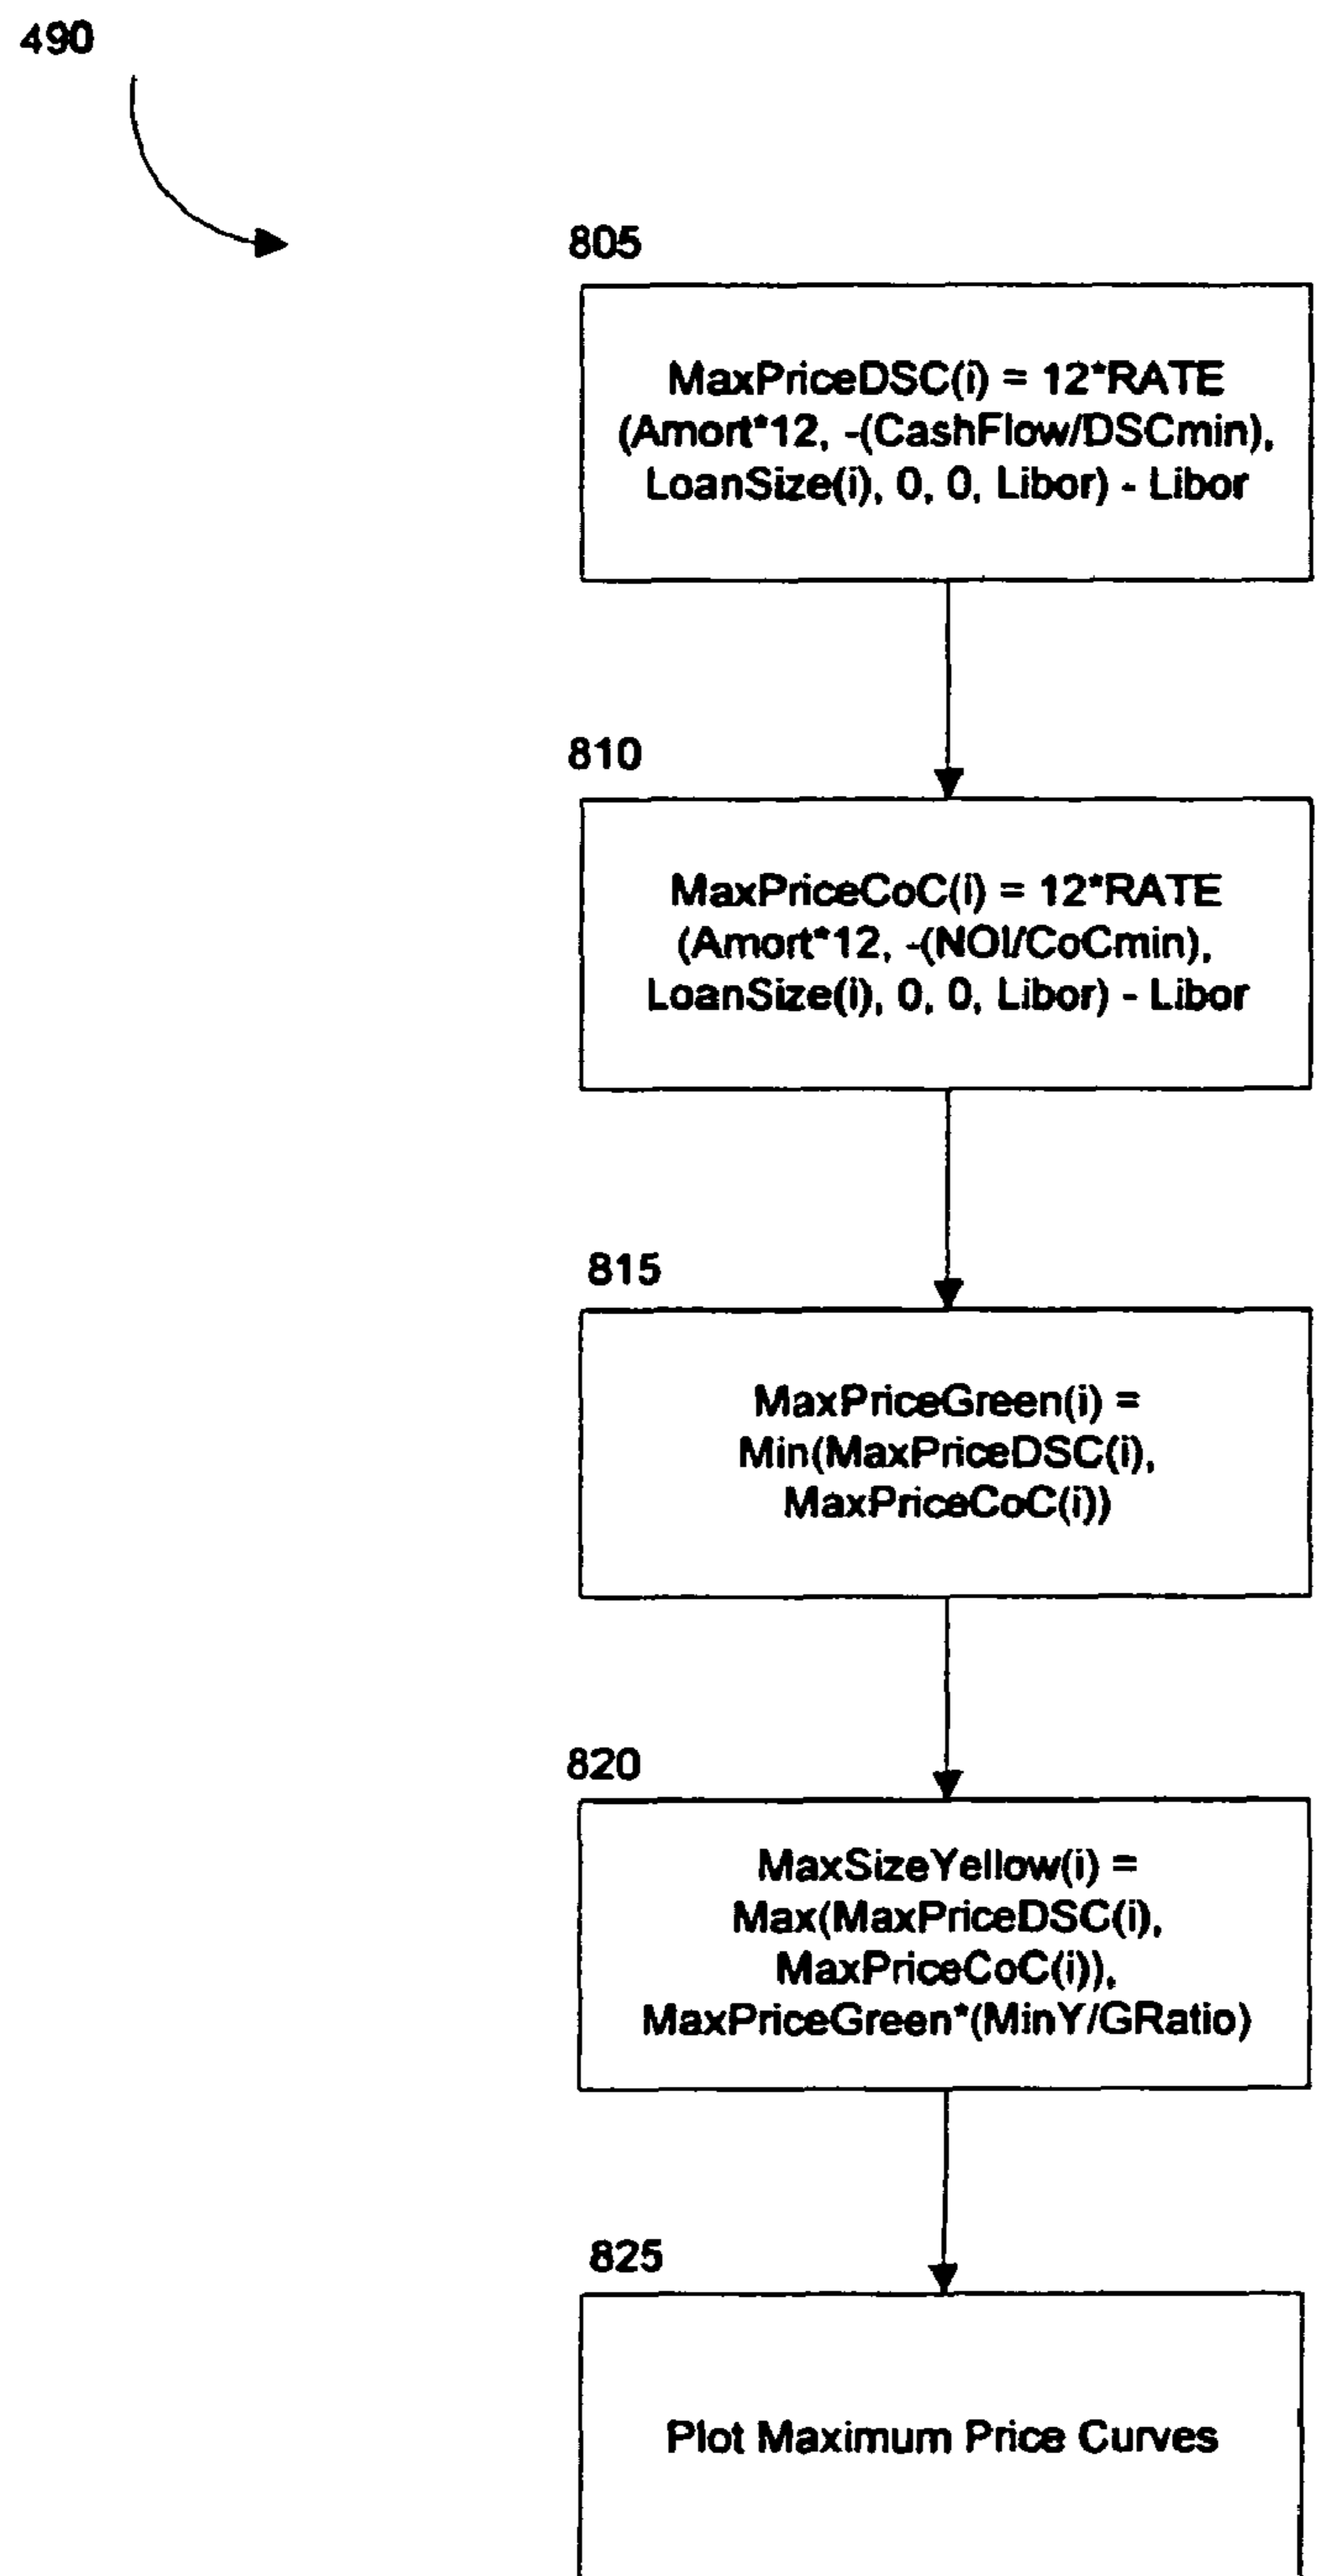 490
805
MaxPriceDSC(i) = 12*RATE
(Amort*12, -(CashFlow/DSCmin),
LoanSize(i), 0, 0, Libor) - Libor
810
MaxPriceCoC(i) = 12*RATE
(Amort*12, -(NOI/CoCmin),
LoanSize(i), 0, 0, Libor) - Libor
815
MaxPriceGreen(i) =
Min(MaxPriceDSC(i),
MaxPriceCoC(i))
820
MaxSizeYellow(i) =
Max(MaxPriceDSC(i),
MaxPriceCoC(i)),
MaxPriceGreen*(MinY/GRatio)
825
Plot Maximum Price Curves